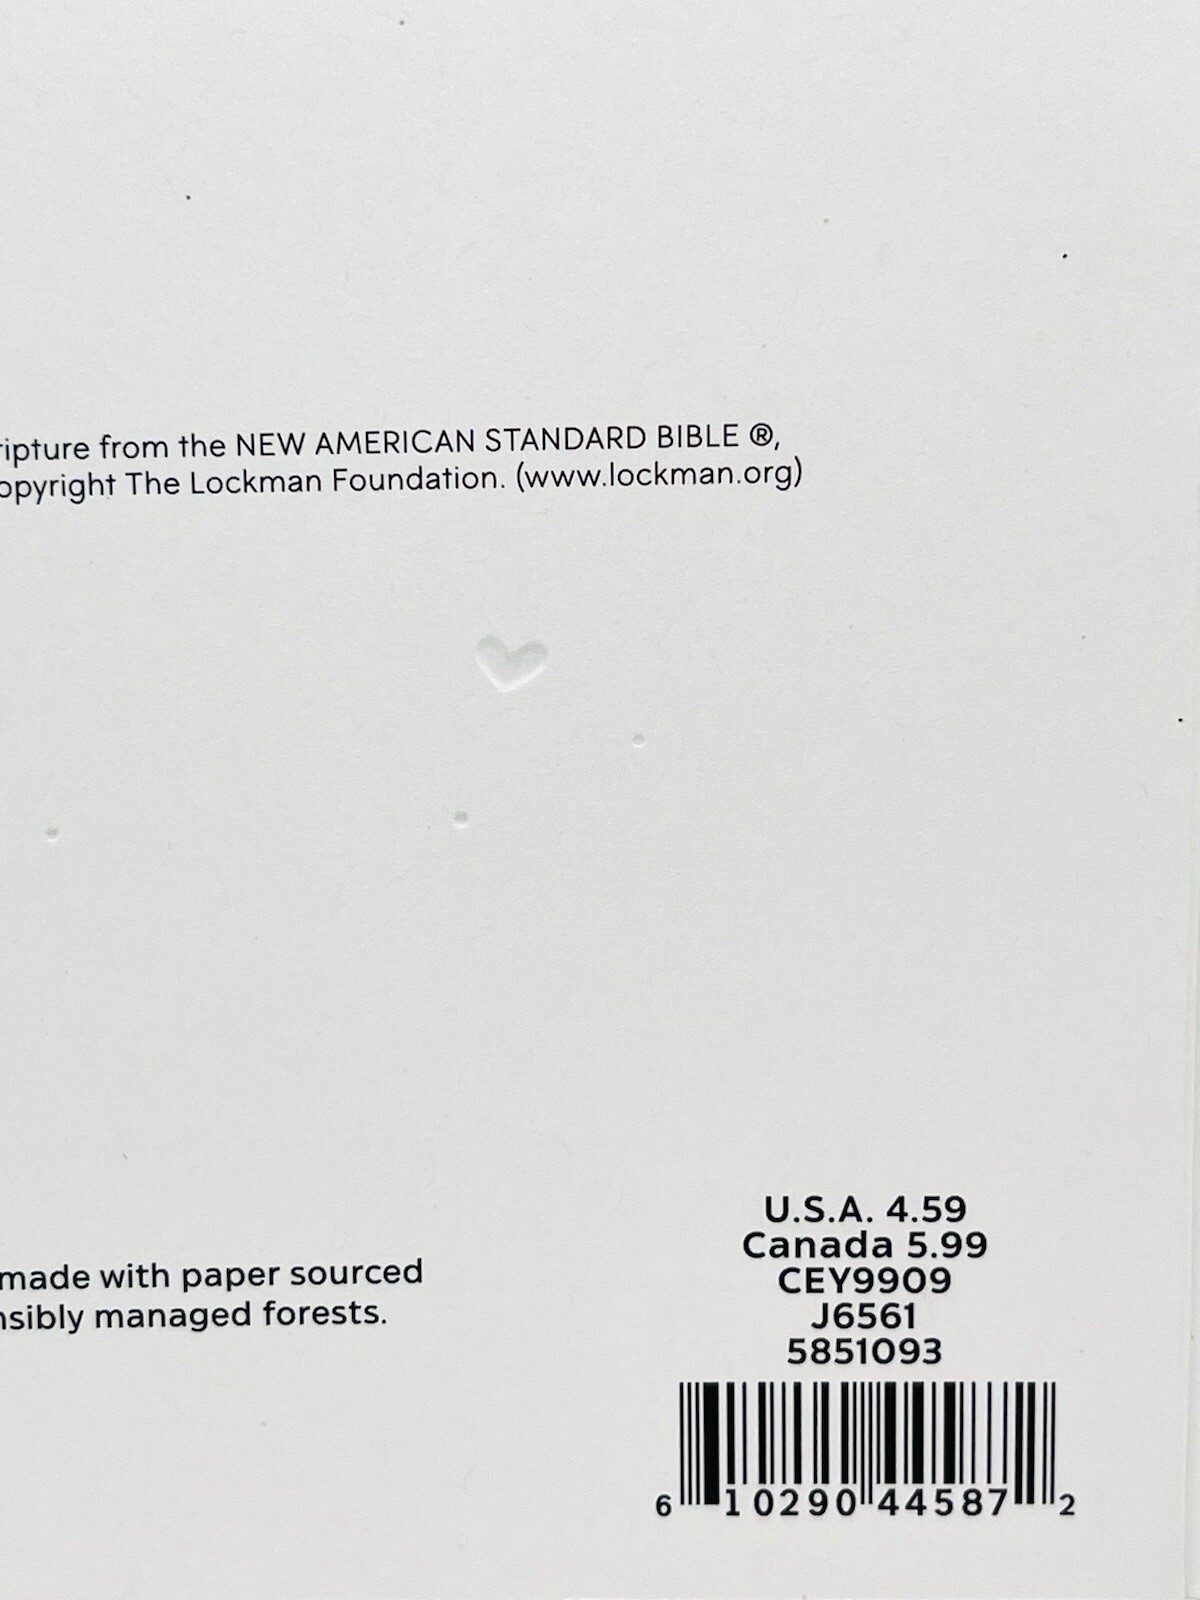 ripture from the NEW AMERICAN STANDARD BIBLE ®,
opyright The Lockman Foundation. (www.lockman.org)
made with paper sourced
nsibly managed forests.
U.S.A. 4.59
Canada 5.99
CEY9909
J6561
5851093
6 10290 44587 2